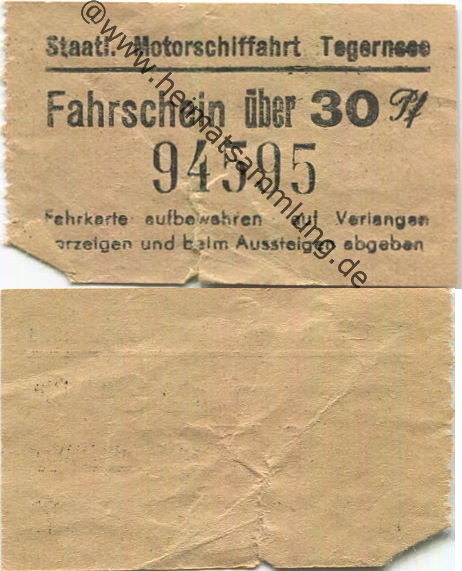 Staatl. Motorschiffahrt Tegernsee
Fahrschein über 30 Pf
94595
Fahrkarte aufbewahren auf Verlangen
vorzeigen und beim Aussteigen abgeben
@www.heimatsammlung.de